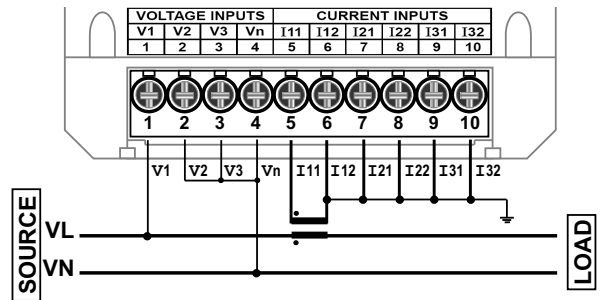 VOLTAGE INPUTS CURRENT INPUTS
V1 V2 V3 Vn I11 I12 I21 I22 I31 I32
1 2 3 4 5 6 7 8 9 10
1 2 3 4 5 6 7 8 9 10
V1 V2 V3 Vn I11 I12 I21 I22 I31 I32
SOURCE
VL
VN
LOAD